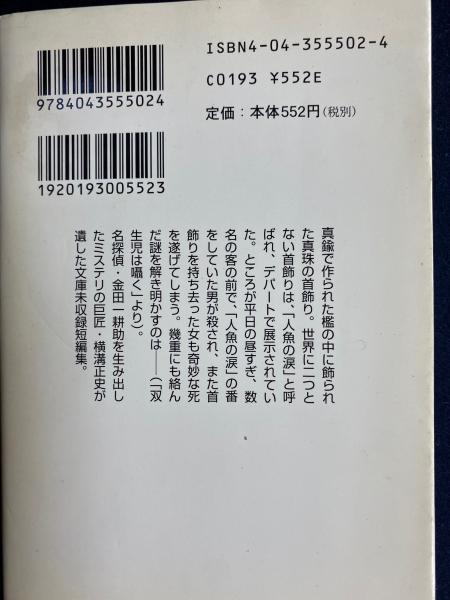 ISBN4-04-355502-4
C0193 ¥552E
定価：本体552円（税別）
9784043555024
1920193005523
真鍮で作られた檻の中に飾られ
た真珠の首飾り。世界に二つと
ない首飾りは、「人魚の涙」と呼
ばれ、デパートで展示されてい
た。ところが平日の昼すぎ、数
名の客の前で、「人魚の涙」の番
をしていた男が殺され、また首
飾りを持ち去った女も奇妙な死
を遂げてしまう。幾重にも絡ん
だ謎を解き明かすのは――（「双
生児は囁く」より）。
名探偵・金田一耕助を生み出し
たミステリの巨匠・横溝正史が
遺した文庫未収録短編集。